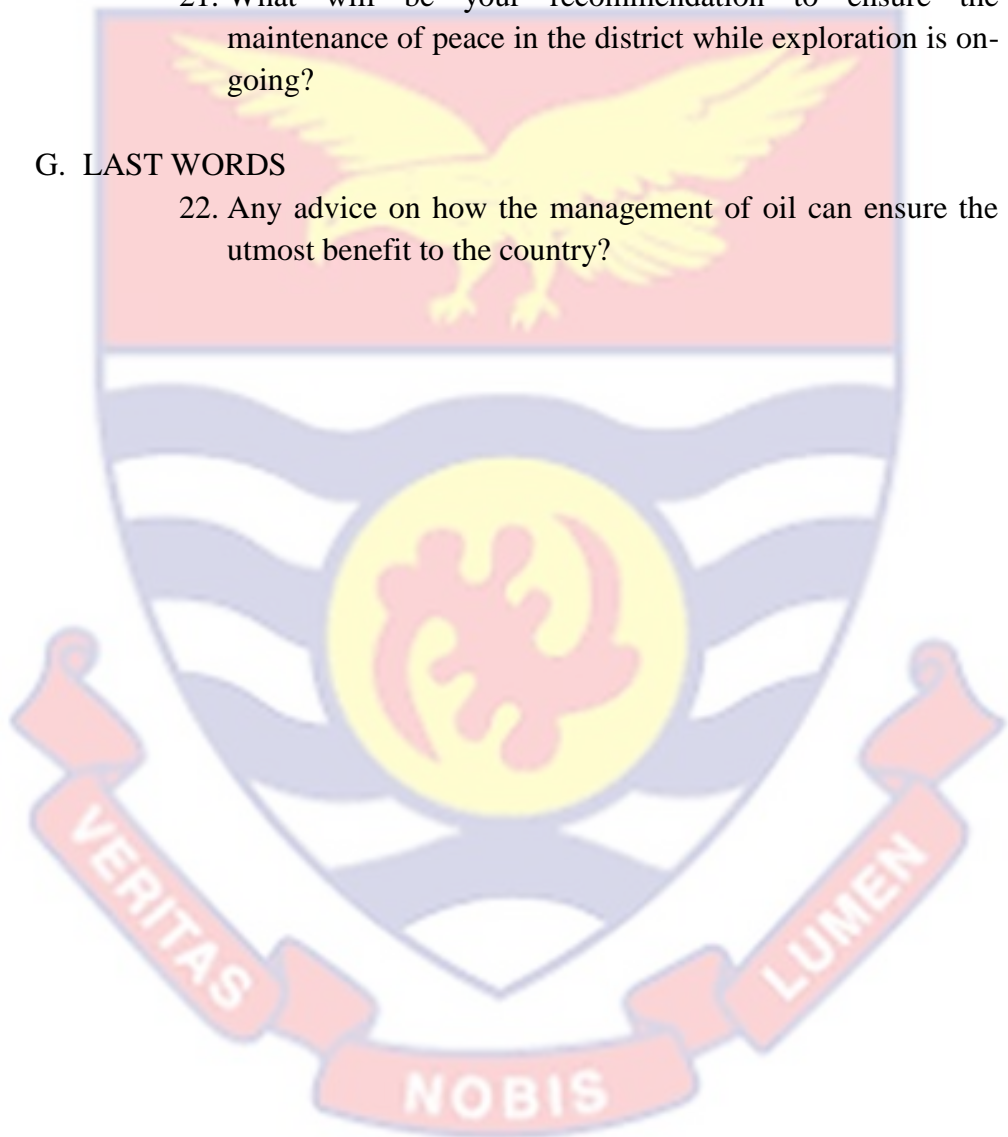 21. What will be your recommendation to ensure the
maintenance of peace in the district while exploration is on-
going?
G. LAST WORDS
22. Any advice on how the management of oil can ensure the
utmost benefit to the country?
VERITAS
NOBIS
LUMEN